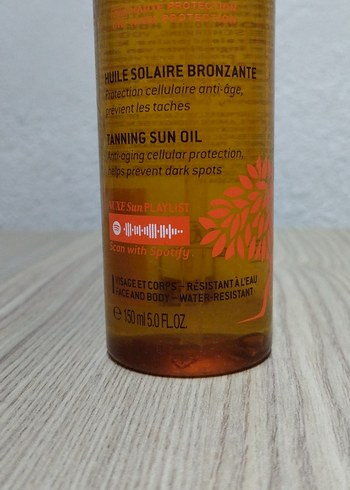 HUILE SOLAIRE BRONZANTE
Protection cellulaire anti-âge,
prévient les taches
TANNING SUN OIL
Anti-aging cellular protection,
helps prevent dark spots
Sun PLAYLIST
Scan with Spotify
VISAGE ET CORPS – RÉSISTANT À L'EAU
FACE AND BODY – WATER-RESISTANT
℮ 150 ml 5.0 FL.OZ.